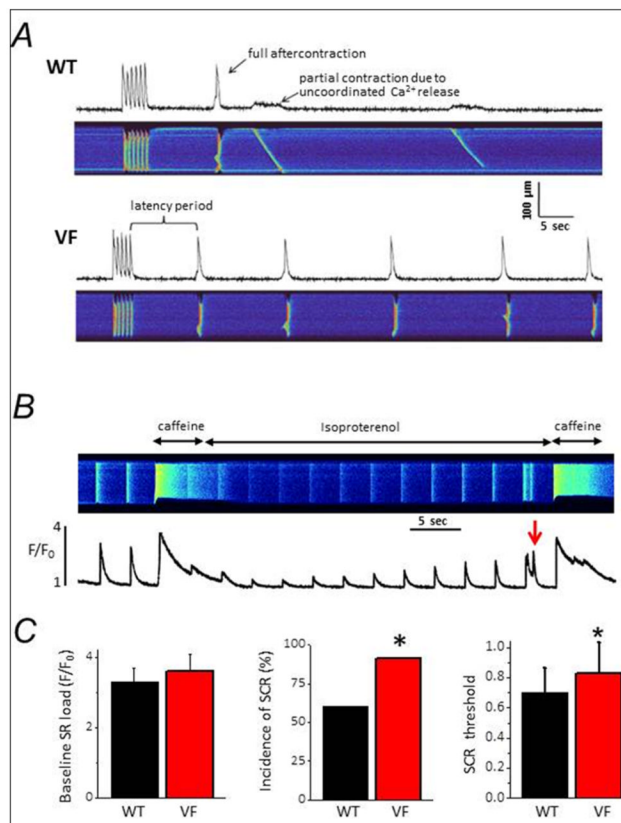 A
WT
full aftercontraction
partial contraction due to
uncoordinated Ca²⁺ release
100 µm
5 sec
latency period
VF
B
caffeine
Isoproterenol
caffeine
5 sec
4
F/F₀
1
C
Baseline SR load (F/F₀)
4
2
0
WT
VF
Incidence of SCR (%)
100
75
50
25
0
*
WT
VF
SCR threshold
1.0
0.8
0.6
0.4
0.2
0.0
*
WT
VF